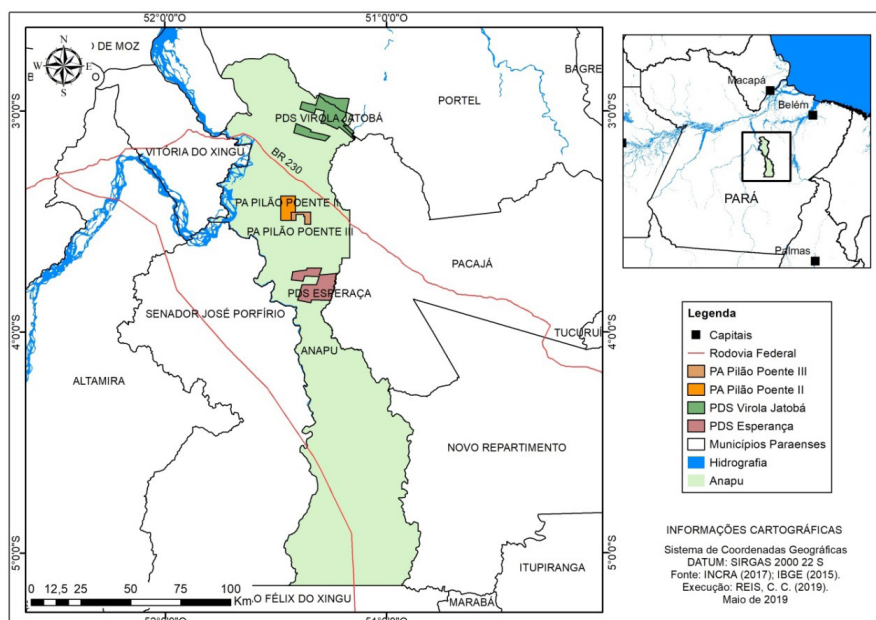 52°0'0"O
51°0'0"O
N
W
E
S
O DE MOZ
BAGRE
PORTEL
3°0'0"S
3°0'0"S
PDS VIROLA JATOBÁ
VITÓRIA DO XINGU
BR 230
PA PILÃO POENTE II
PA PILÃO POENTE III
PACAJÁ
PDS ESPERAÇA
SENADOR JOSÉ PORFÍRIO
TUCURUÍ
4°0'0"S
4°0'0"S
ANAPU
ALTAMIRA
NOVO REPARTIMENTO
5°0'0"S
5°0'0"S
ITUPIRANGA
0 12,5 25 50 75 100
Km
O FÉLIX DO XINGU
MARABÁ
52°0'0"O
51°0'0"O
Macapá
Belém
PARÁ
Palmas
Legenda
Capitais
Rodovia Federal
PA Pilão Poente III
PA Pilão Poente II
PDS Virola Jatobá
PDS Esperança
Municípios Paraenses
Hidrografia
Anapu
INFORMAÇÕES CARTOGRÁFICAS
Sistema de Coordenadas Geográficas
DATUM: SIRGAS 2000 22 S
Fonte: INCRA (2017); IBGE (2015).
Execução: REIS, C. C. (2019).
Maio de 2019